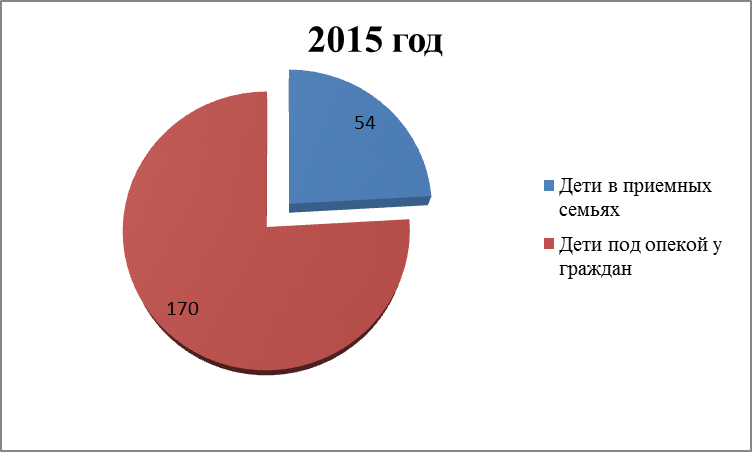 2015 год
54
170
Дети в приемных
семьях
Дети под опекой у
граждан